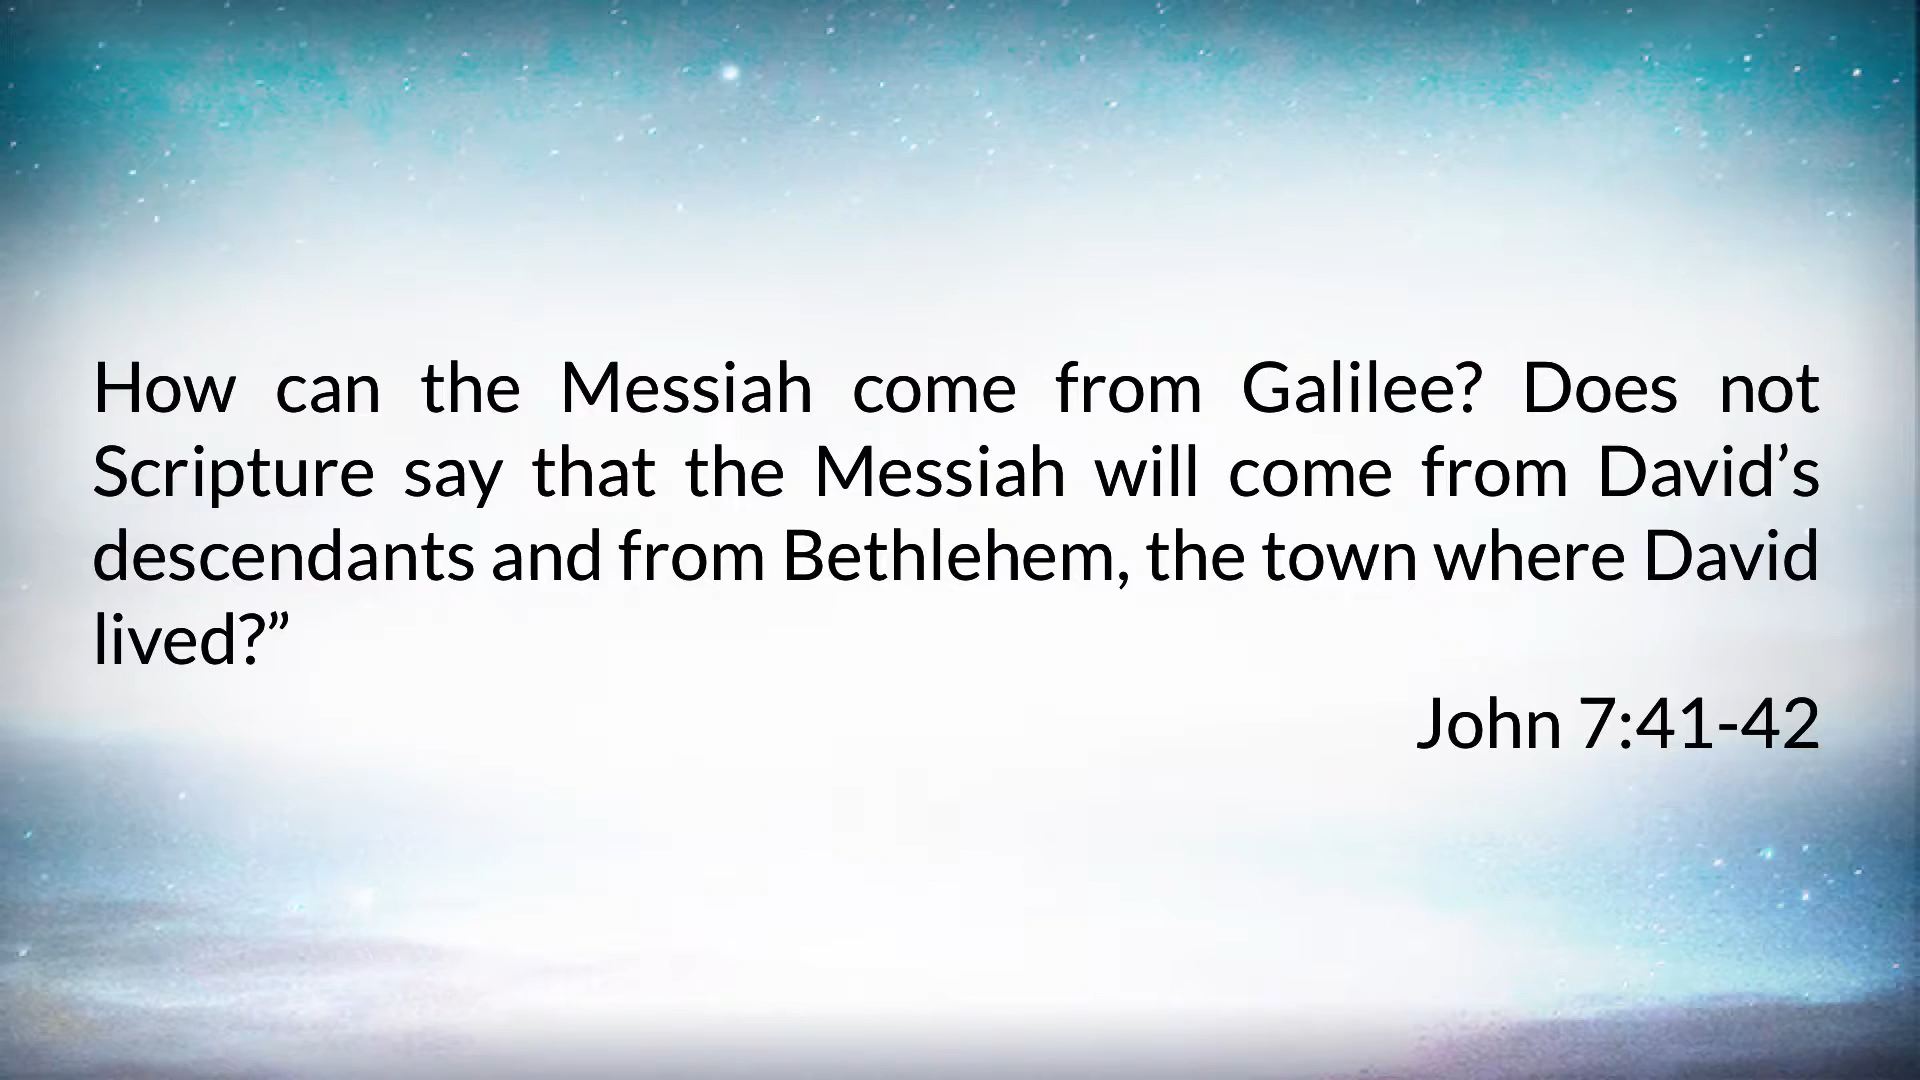 How can the Messiah come from Galilee? Does not
Scripture say that the Messiah will come from David’s
descendants and from Bethlehem, the town where David
lived?”
John 7:41-42